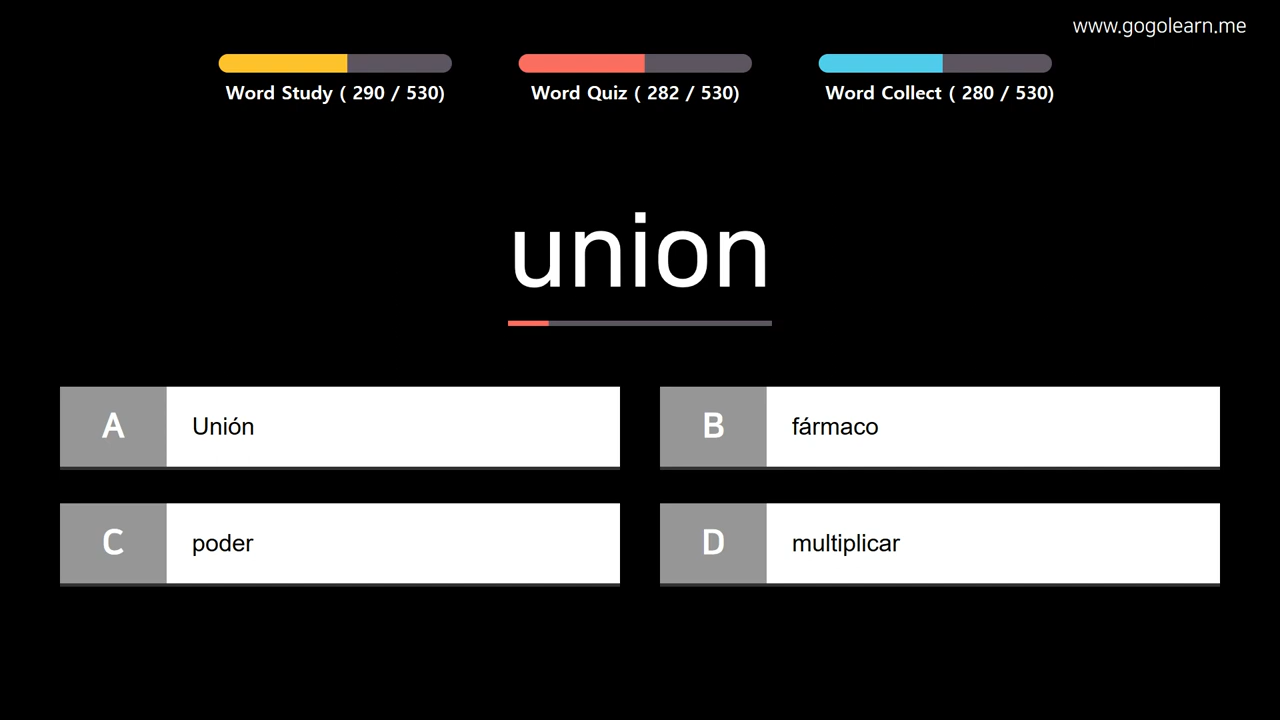 www.gogolearn.me
Word Study ( 290 / 530)
Word Quiz ( 282 / 530)
Word Collect ( 280 / 530)
union
A Unión
B fármaco
C poder
D multiplicar